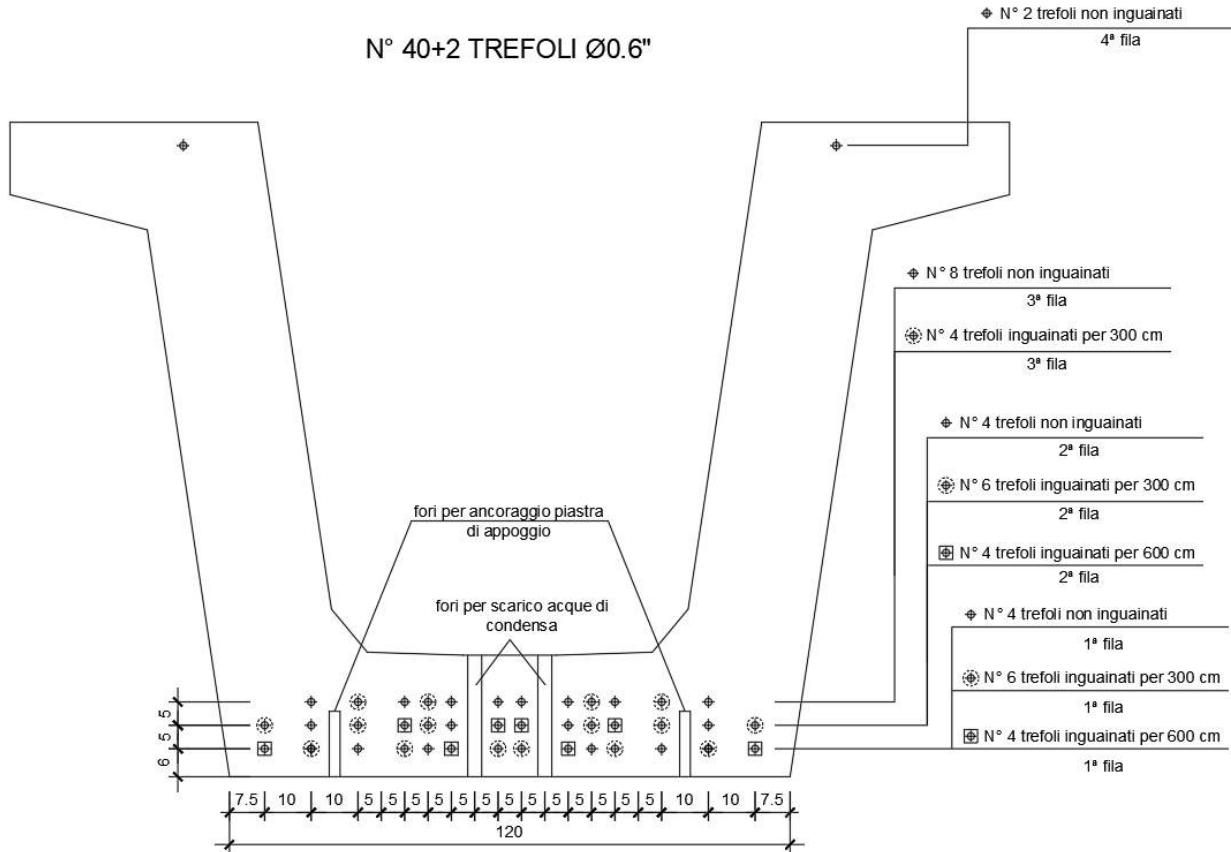 N° 2 trefoli non inguainati
4ª fila
N° 40+2 TREFOLI Ø0.6"
N° 8 trefoli non inguainati
3ª fila
N° 4 trefoli inguainati per 300 cm
3ª fila
N° 4 trefoli non inguainati
2ª fila
N° 6 trefoli inguainati per 300 cm
2ª fila
N° 4 trefoli inguainati per 600 cm
2ª fila
N° 4 trefoli non inguainati
1ª fila
N° 6 trefoli inguainati per 300 cm
1ª fila
N° 4 trefoli inguainati per 600 cm
1ª fila
fori per ancoraggio piastra
di appoggio
fori per scarico acque di
condensa
5
5
6
7.5 10 10 5 5 5 5 5 5 5 5 5 5 5 5 5 10 10 7.5
120